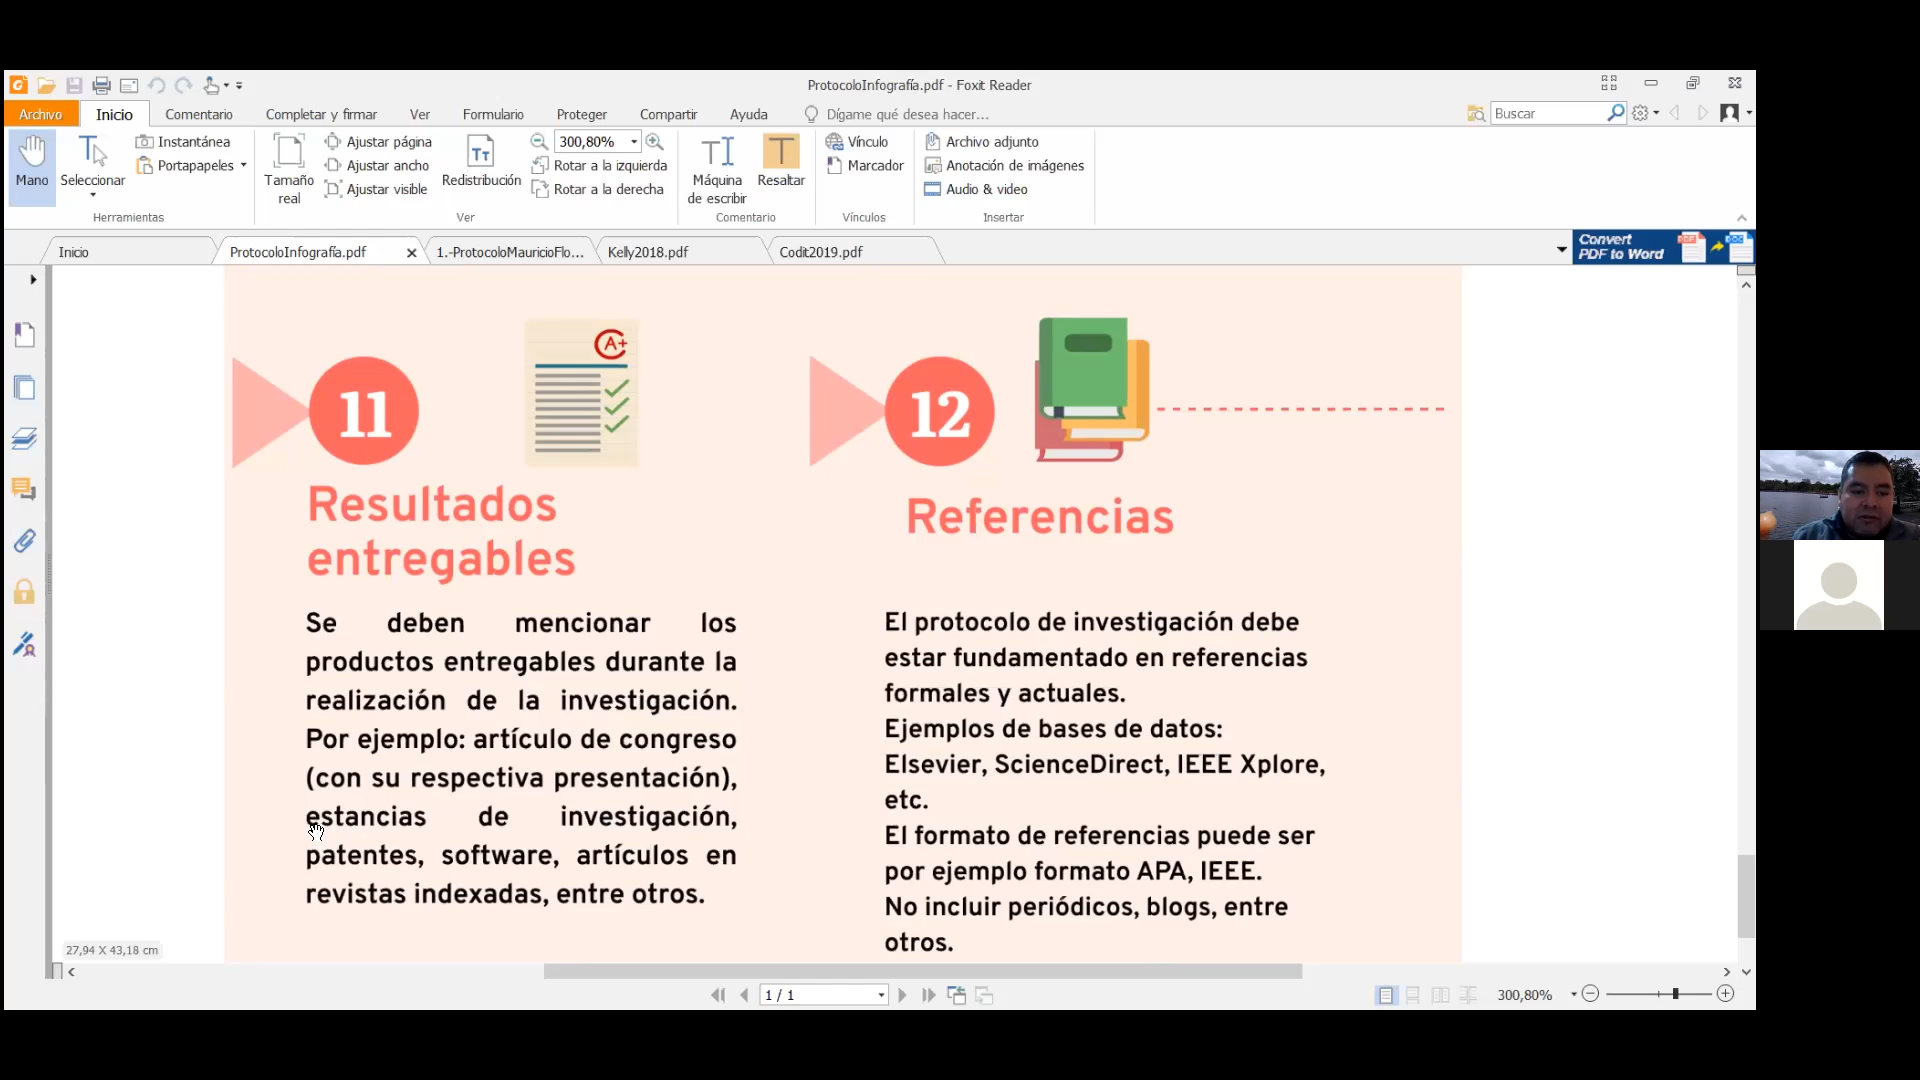 ProtocoloInfografía.pdf - Foxit Reader
Archivo Inicio Comentario Completar y firmar Ver Formulario Proteger Compartir Ayuda Dígame qué desea hacer... Buscar
Mano
Seleccionar
Instantánea
Portapapeles
Herramientas
Tamaño
real
Ajustar página
Ajustar ancho
Ajustar visible
Redistribución
300,80%
Rotar a la izquierda
Rotar a la derecha
Ver
Máquina
de escribir
Resaltar
Comentario
Vínculo
Marcador
Vínculos
Archivo adjunto
Anotación de imágenes
Audio & video
Insertar
Inicio ProtocoloInfografía.pdf 1.-ProtocoloMauricioFlo... Kelly2018.pdf Codit2019.pdf
Convert
PDF to Word
11
A+
Resultados
entregables
Se deben mencionar los
productos entregables durante la
realización de la investigación.
Por ejemplo: artículo de congreso
(con su respectiva presentación),
estancias de investigación,
patentes, software, artículos en
revistas indexadas, entre otros.
12
Referencias
El protocolo de investigación debe
estar fundamentado en referencias
formales y actuales.
Ejemplos de bases de datos:
Elsevier, ScienceDirect, IEEE Xplore,
etc.
El formato de referencias puede ser
por ejemplo formato APA, IEEE.
No incluir periódicos, blogs, entre
otros.
27,94 X 43,18 cm
1 / 1
300,80%